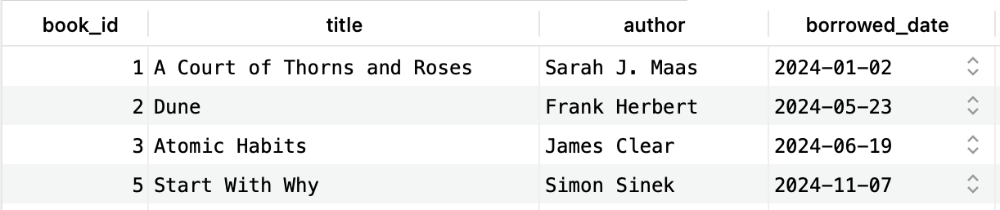 book_id title author borrowed_date
1 A Court of Thorns and Roses Sarah J. Maas 2024-01-02
2 Dune Frank Herbert 2024-05-23
3 Atomic Habits James Clear 2024-06-19
5 Start With Why Simon Sinek 2024-11-07